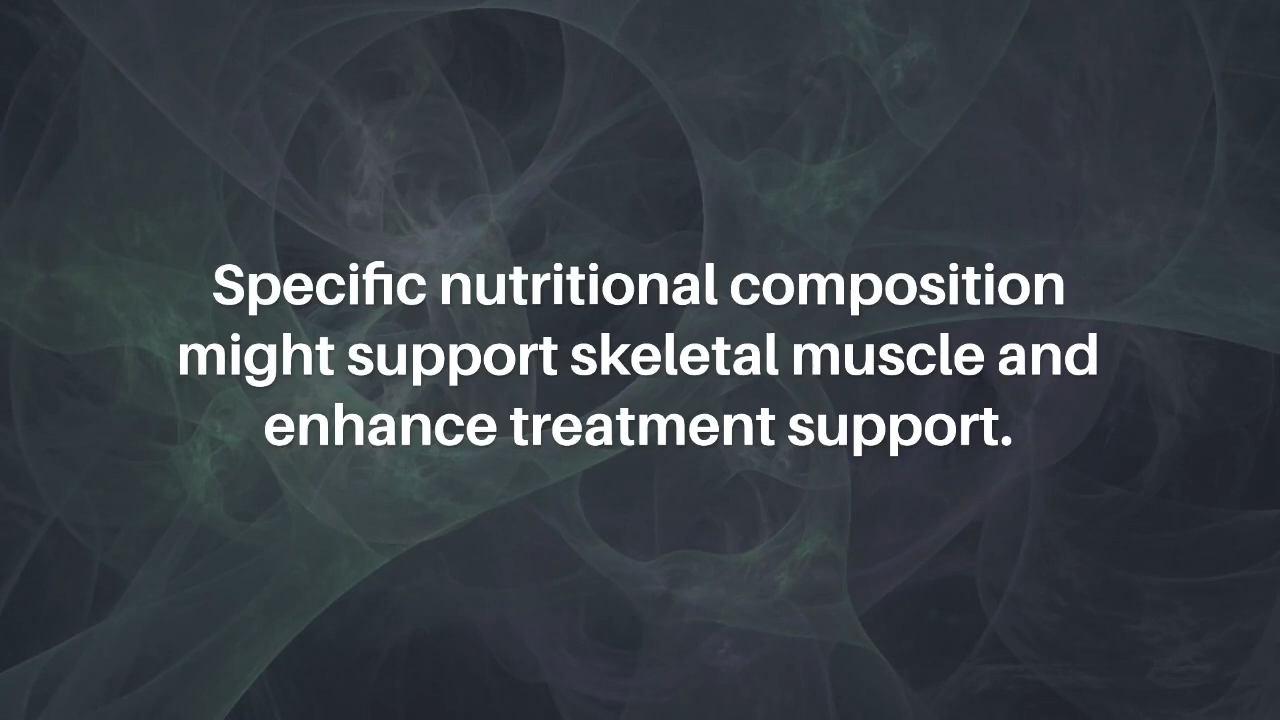 Specific nutritional composition
might support skeletal muscle and
enhance treatment support.